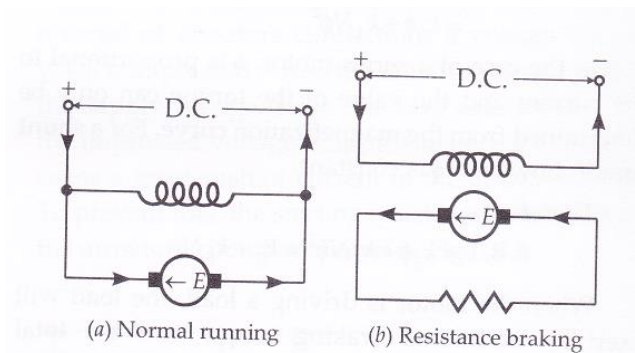 + D.C. -
← E
(a) Normal running
+ D.C. -
← E
(b) Resistance braking